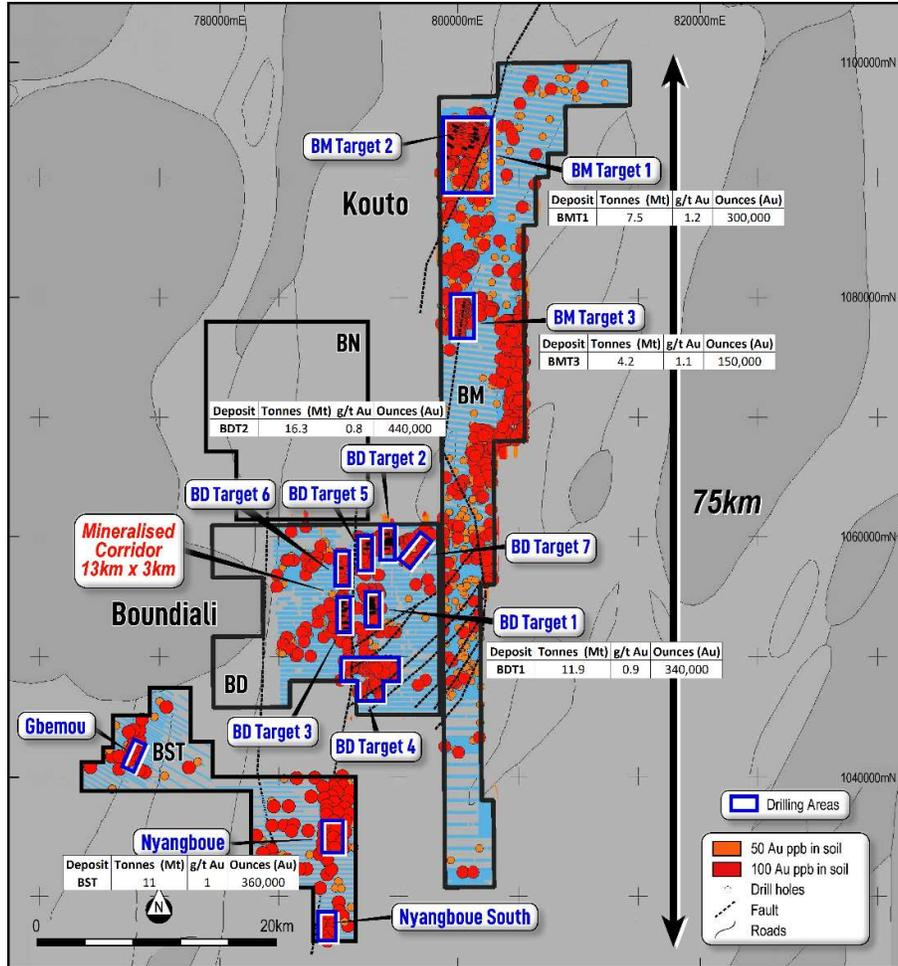 780000mE
800000mE
820000mE
1100000mN
BM Target 2
BM Target 1
Kouto
Deposit Tonnes (Mt) g/t Au Ounces (Au)
BMT1 7.5 1.2 300,000
1080000mN
BM Target 3
BN
Deposit Tonnes (Mt) g/t Au Ounces (Au)
BMT3 4.2 1.1 150,000
BM
Deposit Tonnes (Mt) g/t Au Ounces (Au)
BDT2 16.3 0.8 440,000
BD Target 2
BD Target 6
BD Target 5
75km
Mineralised
Corridor
13km x 3km
1060000mN
BD Target 7
Boundiali
BD Target 1
Deposit Tonnes (Mt) g/t Au Ounces (Au)
BDT1 11.9 0.9 340,000
BD
BD Target 3
BD Target 4
Gbemou
BST
1040000mN
Drilling Areas
Nyangboue
Deposit Tonnes (Mt) g/t Au Ounces (Au)
BST 11 1 360,000
50 Au ppb in soil
100 Au ppb in soil
Drill holes
Fault
Roads
N
Nyangboue South
0 20km